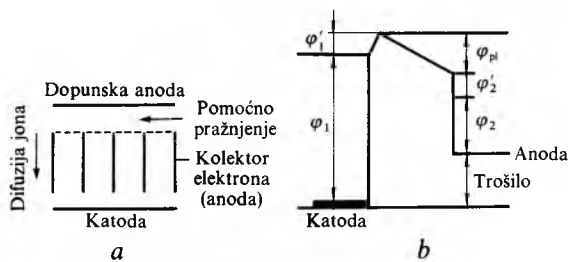 Dopunska anoda
Pomoćno
pražnjenje
Difuzija jona
Kolektor
elektrona
(anoda)
Katoda
a
φ′₁
φ₁
φpl
φ′₂
φ₂
Anoda
Trošilo
Katoda
b